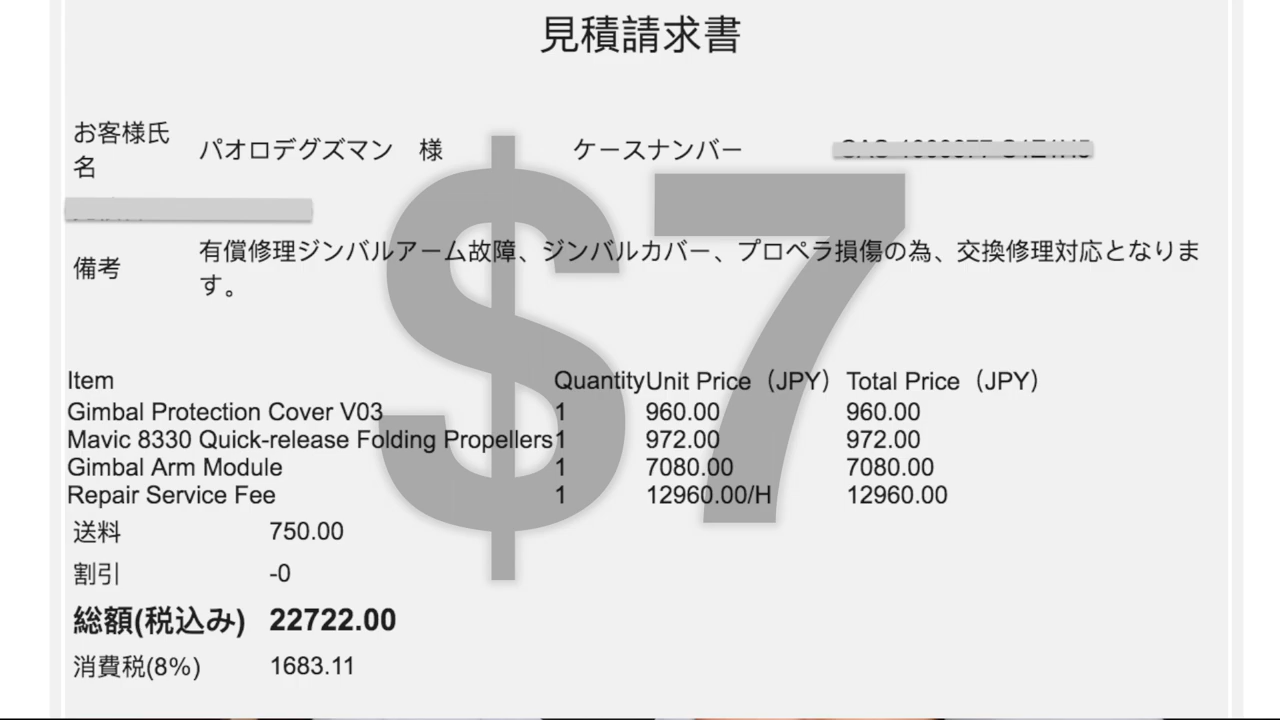 見積請求書
お客様氏名 パオロデグズマン 様 ケースナンバー
備考 有償修理ジンバルアーム故障、ジンバルカバー、プロペラ損傷の為、交換修理対応となりま
す。
$7
Item Quantity Unit Price（JPY） Total Price（JPY）
Gimbal Protection Cover V03 1 960.00 960.00
Mavic 8330 Quick-release Folding Propellers 1 972.00 972.00
Gimbal Arm Module 1 7080.00 7080.00
Repair Service Fee 1 12960.00/H 12960.00
送料 750.00
割引 -0
総額(税込み) 22722.00
消費税(8%) 1683.11